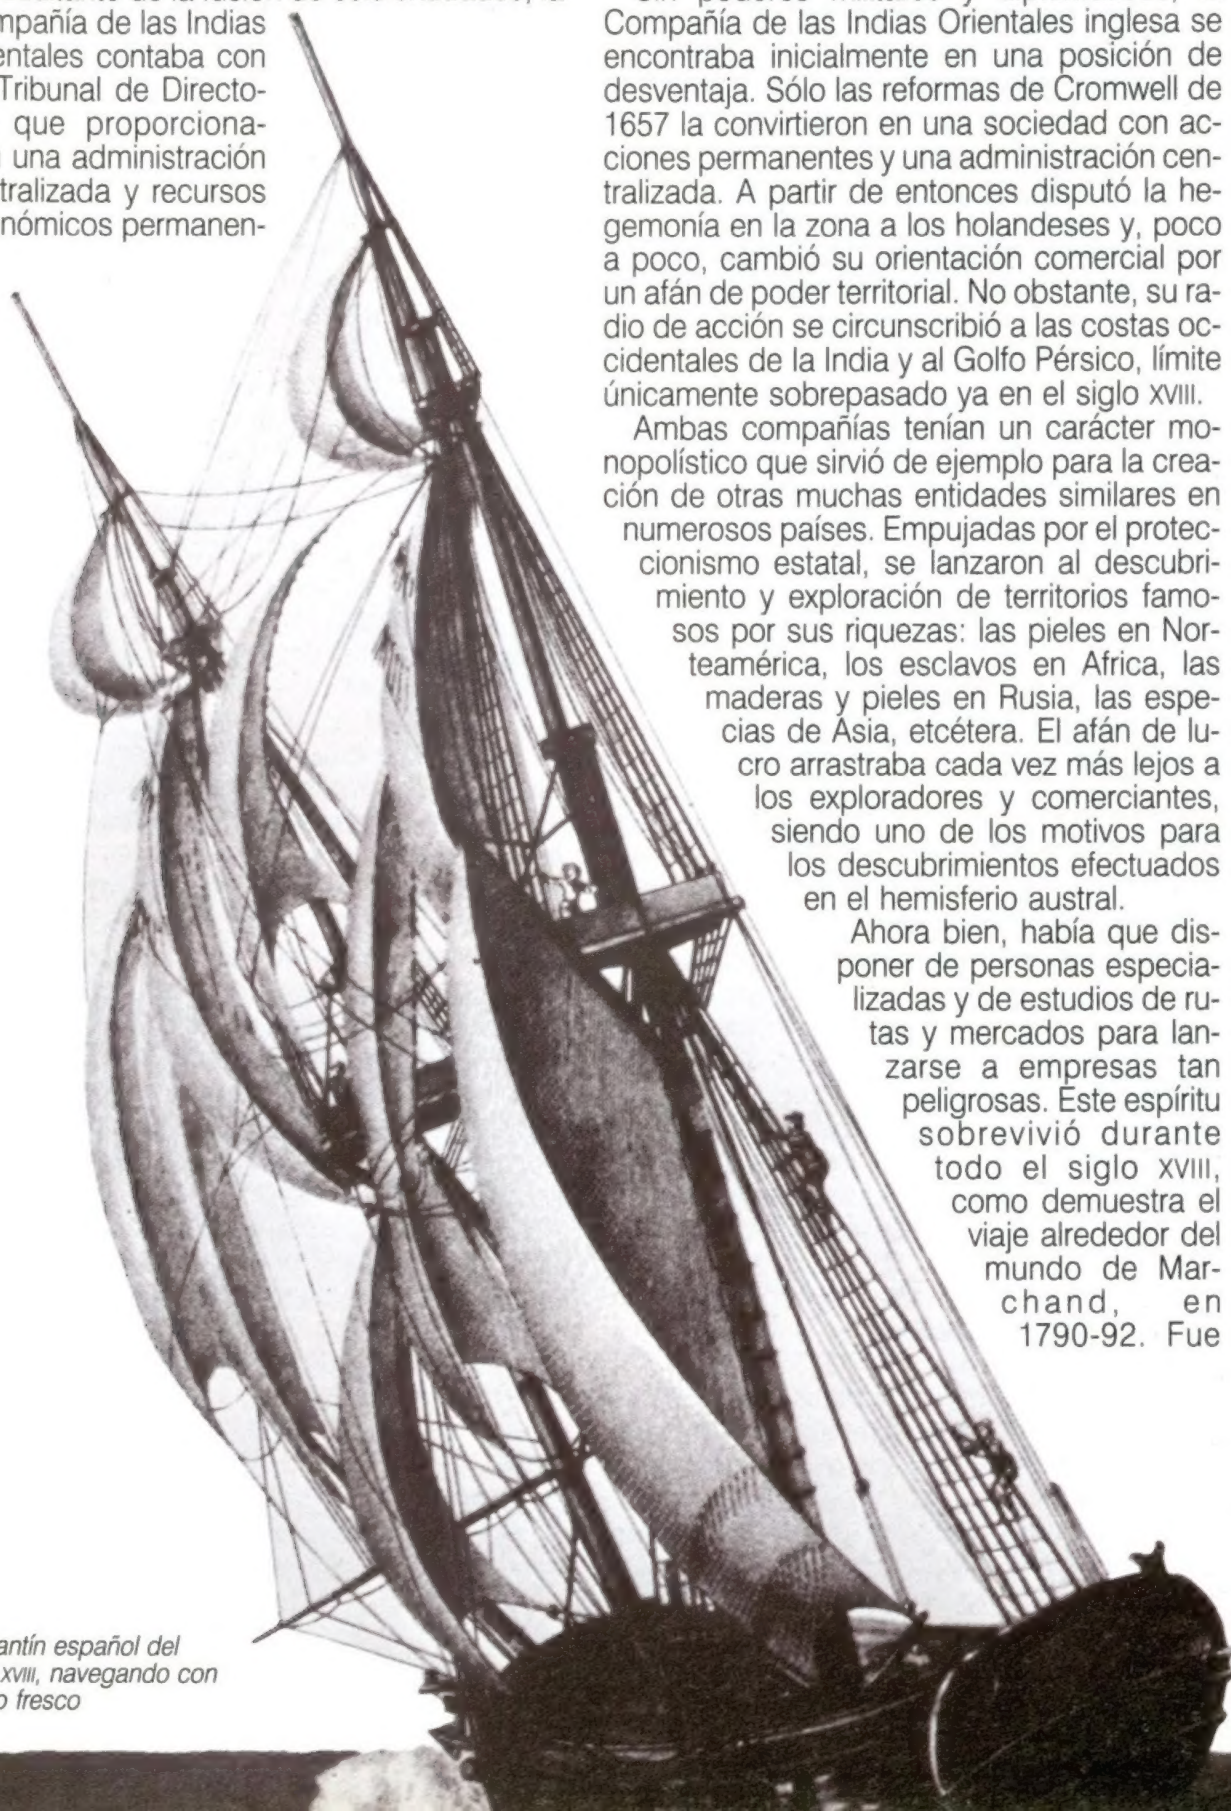 mpañía de las Indias
entales contaba con
Tribunal de Directo-
que proporciona-
una administración
tralizada y recursos
nómicos permanen-
Compañía de las Indias Orientales inglesa se
encontraba inicialmente en una posición de
desventaja. Sólo las reformas de Cromwell de
1657 la convirtieron en una sociedad con ac-
ciones permanentes y una administración cen-
tralizada. A partir de entonces disputó la he-
gemonía en la zona a los holandeses y, poco
a poco, cambió su orientación comercial por
un afán de poder territorial. No obstante, su ra-
dio de acción se circunscribió a las costas oc-
cidentales de la India y al Golfo Pérsico, límite
únicamente sobrepasado ya en el siglo XVIII.
Ambas compañías tenían un carácter mo-
nopolístico que sirvió de ejemplo para la crea-
ción de otras muchas entidades similares en
numerosos países. Empujadas por el protec-
cionismo estatal, se lanzaron al descubri-
miento y exploración de territorios famo-
sos por sus riquezas: las pieles en Nor-
teamérica, los esclavos en Africa, las
maderas y pieles en Rusia, las espe-
cias de Asia, etcétera. El afán de lu-
cro arrastraba cada vez más lejos a
los exploradores y comerciantes,
siendo uno de los motivos para
los descubrimientos efectuados
en el hemisferio austral.
Ahora bien, había que dis-
poner de personas especia-
lizadas y de estudios de ru-
tas y mercados para lan-
zarse a empresas tan
peligrosas. Este espíritu
sobrevivió durante
todo el siglo XVIII,
como demuestra el
viaje alrededor del
mundo de Mar-
chand, en
1790-92. Fue
antín español del
XVIII, navegando con
o fresco